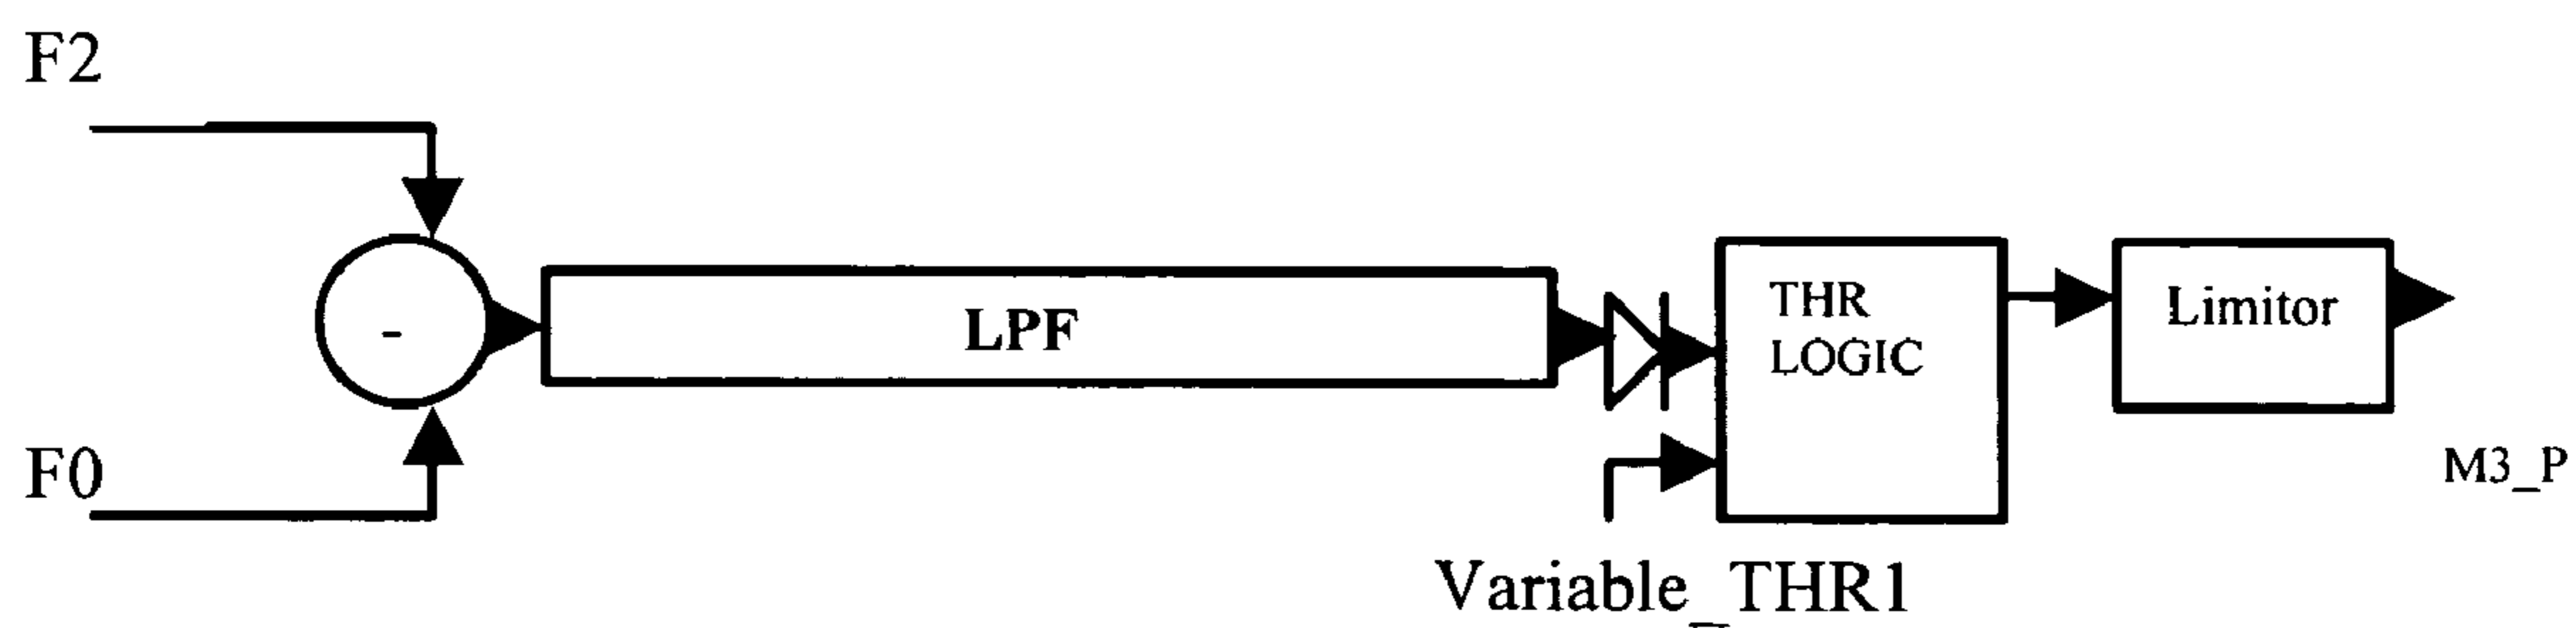 F2
-
LPF
THR
LOGIC
Limitor
F0
M3_P
Variable_THR1